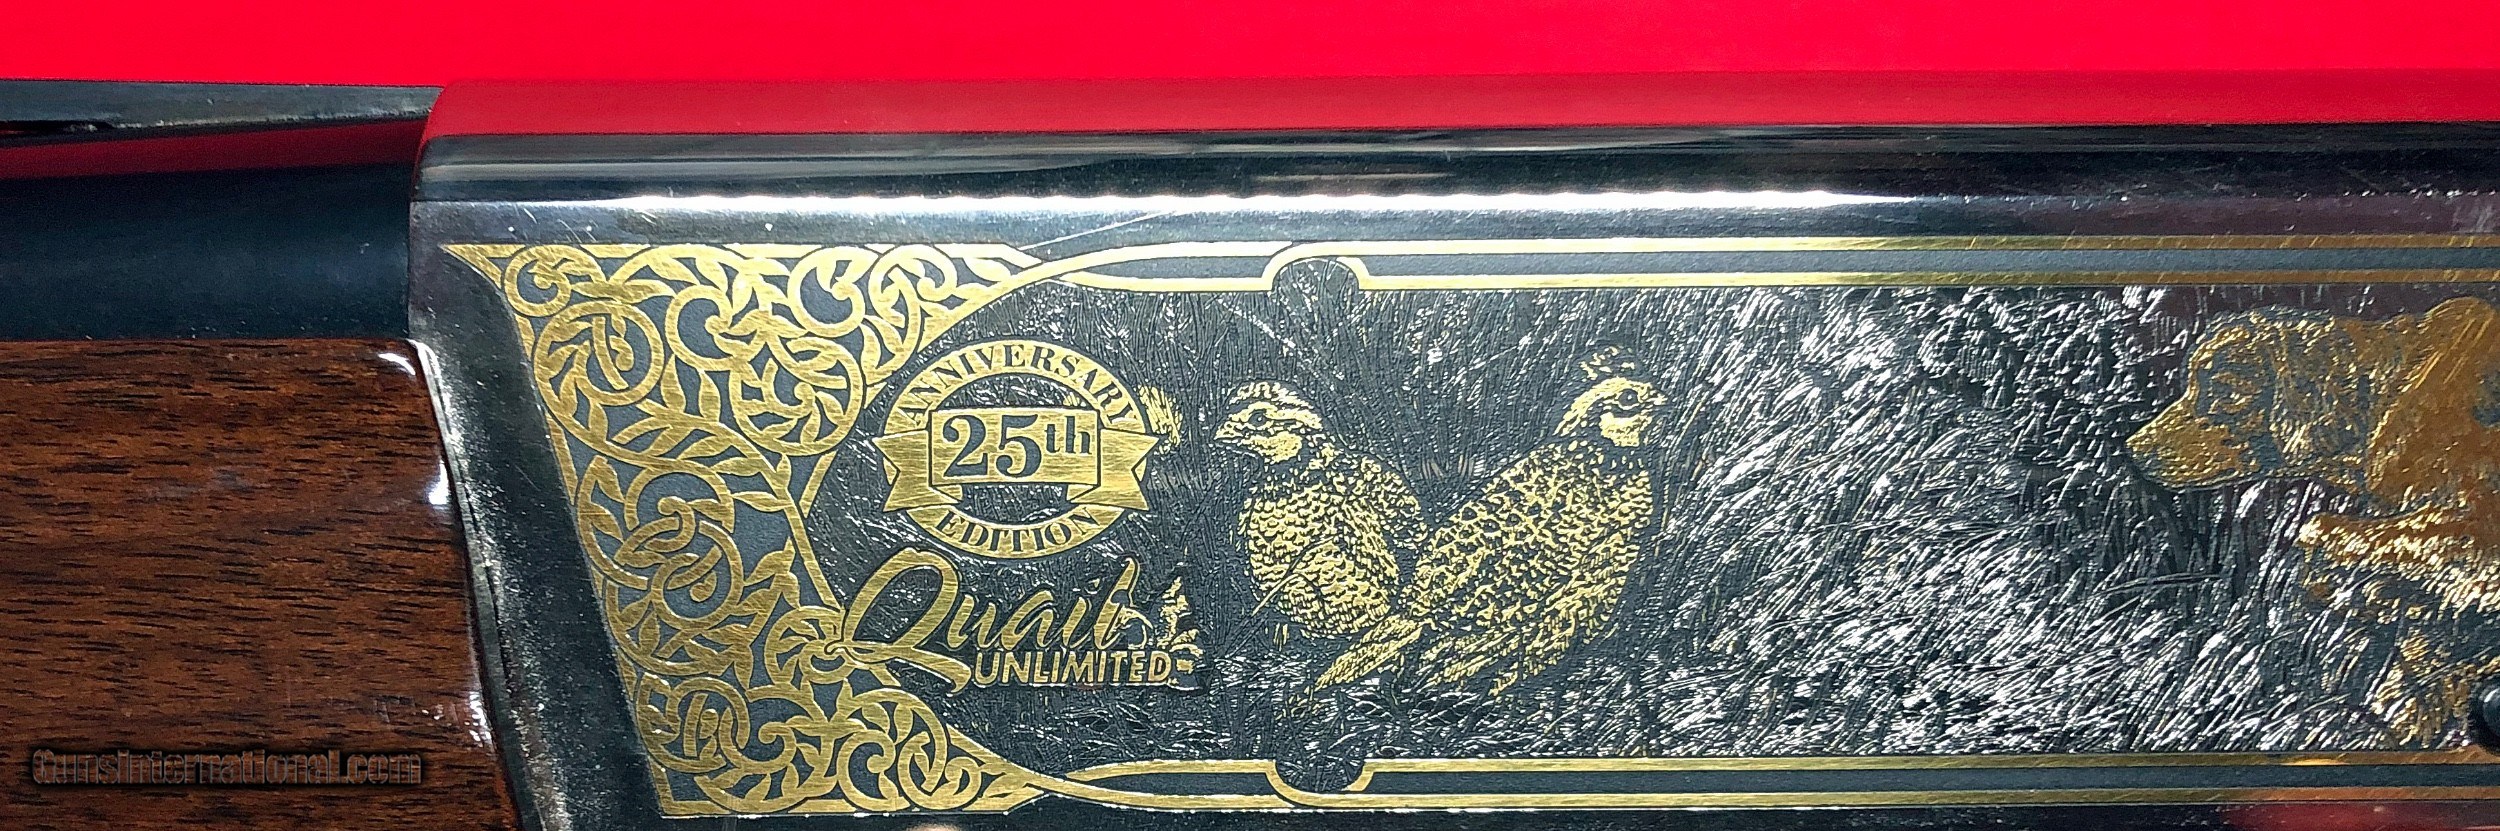 ANNIVERSARY
25th
EDITION
Quail
UNLIMITED
GunsInternational.com